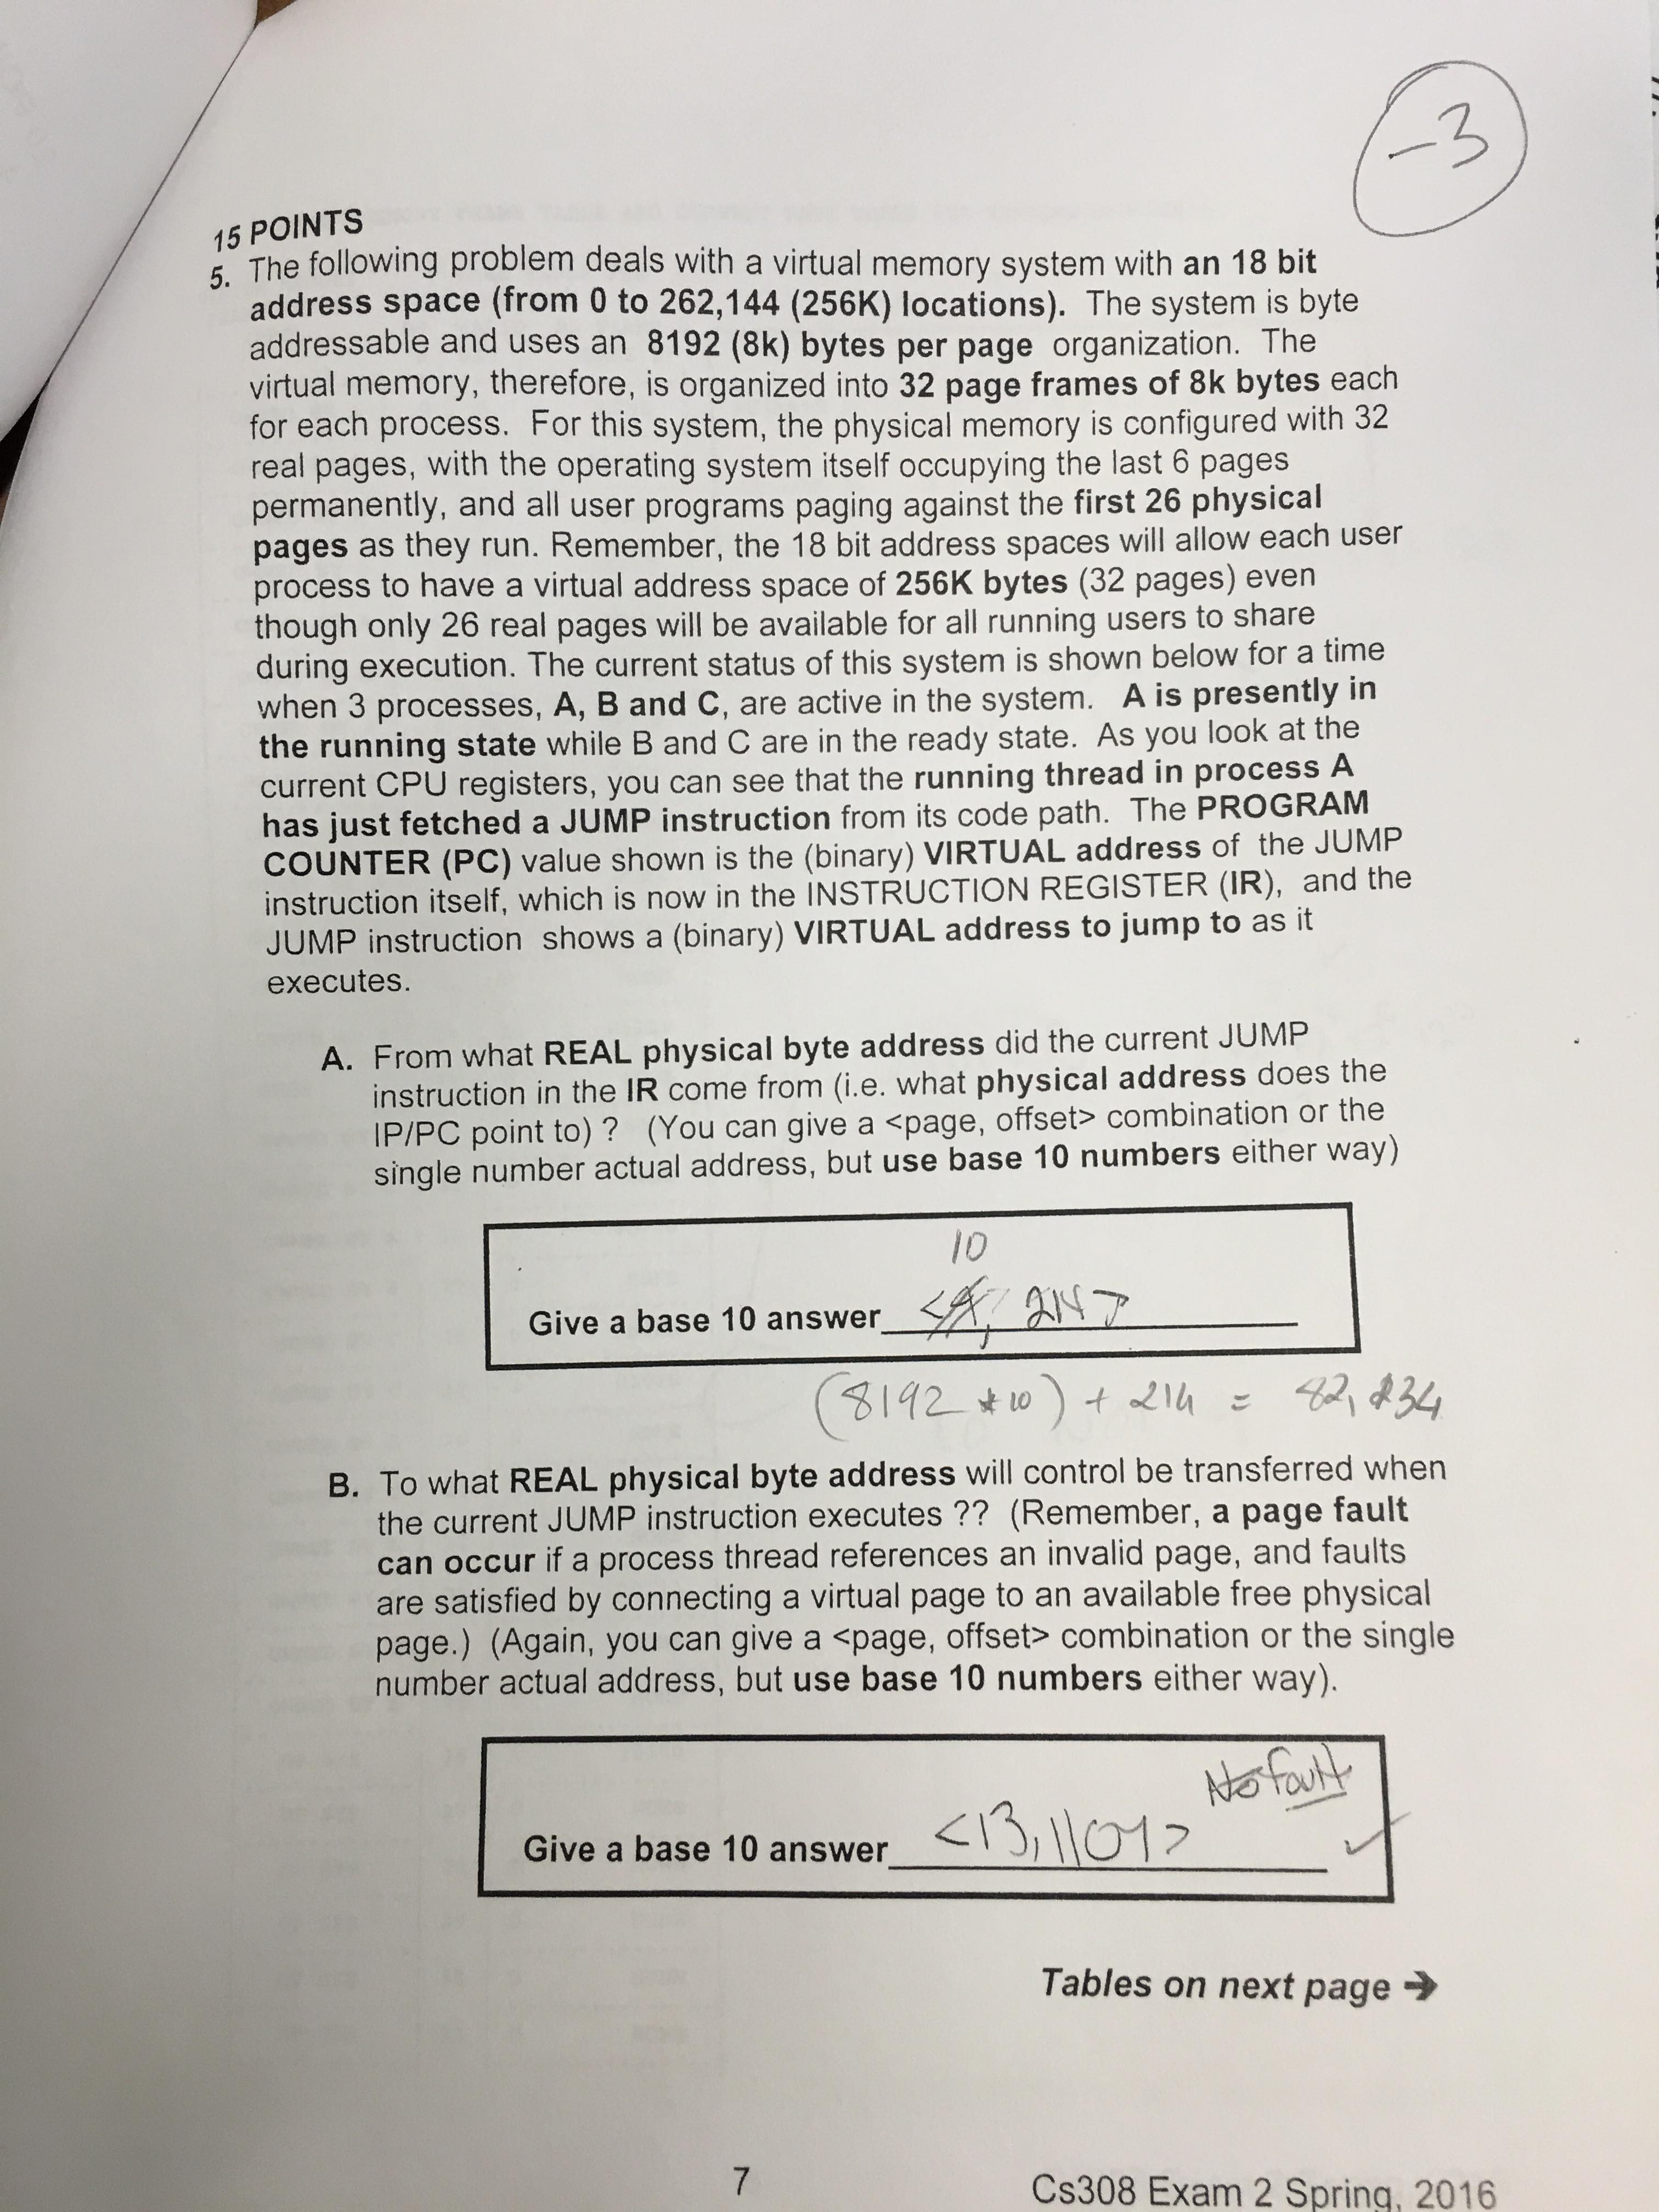 -3
15 POINTS
5. The following problem deals with a virtual memory system with an 18 bit
address space (from 0 to 262,144 (256K) locations). The system is byte
addressable and uses an 8192 (8k) bytes per page organization. The
virtual memory, therefore, is organized into 32 page frames of 8k bytes each
for each process. For this system, the physical memory is configured with 32
real pages, with the operating system itself occupying the last 6 pages
permanently, and all user programs paging against the first 26 physical
pages as they run. Remember, the 18 bit address spaces will allow each user
process to have a virtual address space of 256K bytes (32 pages) even
though only 26 real pages will be available for all running users to share
during execution. The current status of this system is shown below for a time
when 3 processes, A, B and C, are active in the system. A is presently in
the running state while B and C are in the ready state. As you look at the
current CPU registers, you can see that the running thread in process A
has just fetched a JUMP instruction from its code path. The PROGRAM
COUNTER (PC) value shown is the (binary) VIRTUAL address of the JUMP
instruction itself, which is now in the INSTRUCTION REGISTER (IR), and the
JUMP instruction shows a (binary) VIRTUAL address to jump to as it
executes.
A. From what REAL physical byte address did the current JUMP
instruction in the IR come from (i.e. what physical address does the
IP/PC point to) ? (You can give a <page, offset> combination or the
single number actual address, but use base 10 numbers either way)
10
Give a base 10 answer < , 214>
(8192 * 10) + 214 = 82,134
B. To what REAL physical byte address will control be transferred when
the current JUMP instruction executes ?? (Remember, a page fault
can occur if a process thread references an invalid page, and faults
are satisfied by connecting a virtual page to an available free physical
page.) (Again, you can give a <page, offset> combination or the single
number actual address, but use base 10 numbers either way).
No fault
Give a base 10 answer <13, 1107>
Tables on next page →
7
Cs308 Exam 2 Spring, 2016